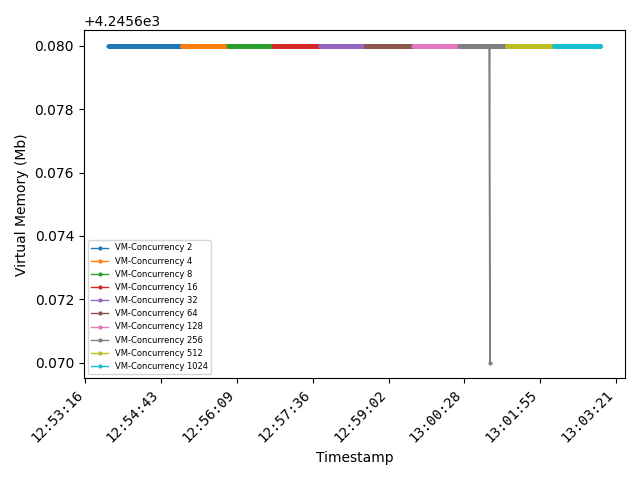 +4.2456e3
0.080
0.078
0.076
0.074
0.072
0.070
Virtual Memory (Mb)
VM-Concurrency 2
VM-Concurrency 4
VM-Concurrency 8
VM-Concurrency 16
VM-Concurrency 32
VM-Concurrency 64
VM-Concurrency 128
VM-Concurrency 256
VM-Concurrency 512
VM-Concurrency 1024
12:53:16
12:54:43
12:56:09
12:57:36
12:59:02
13:00:28
13:01:55
13:03:21
Timestamp